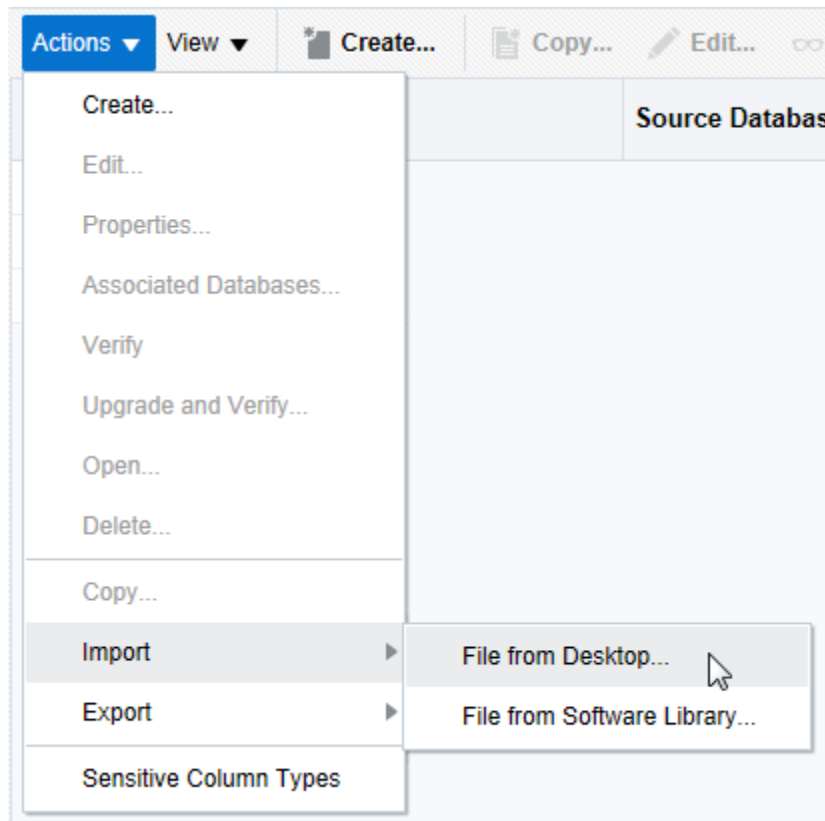 Actions View Create... Copy... Edit...
Source Databas
Create...
Edit...
Properties...
Associated Databases...
Verify
Upgrade and Verify...
Open...
Delete...
Copy...
Import
File from Desktop...
Export
File from Software Library...
Sensitive Column Types